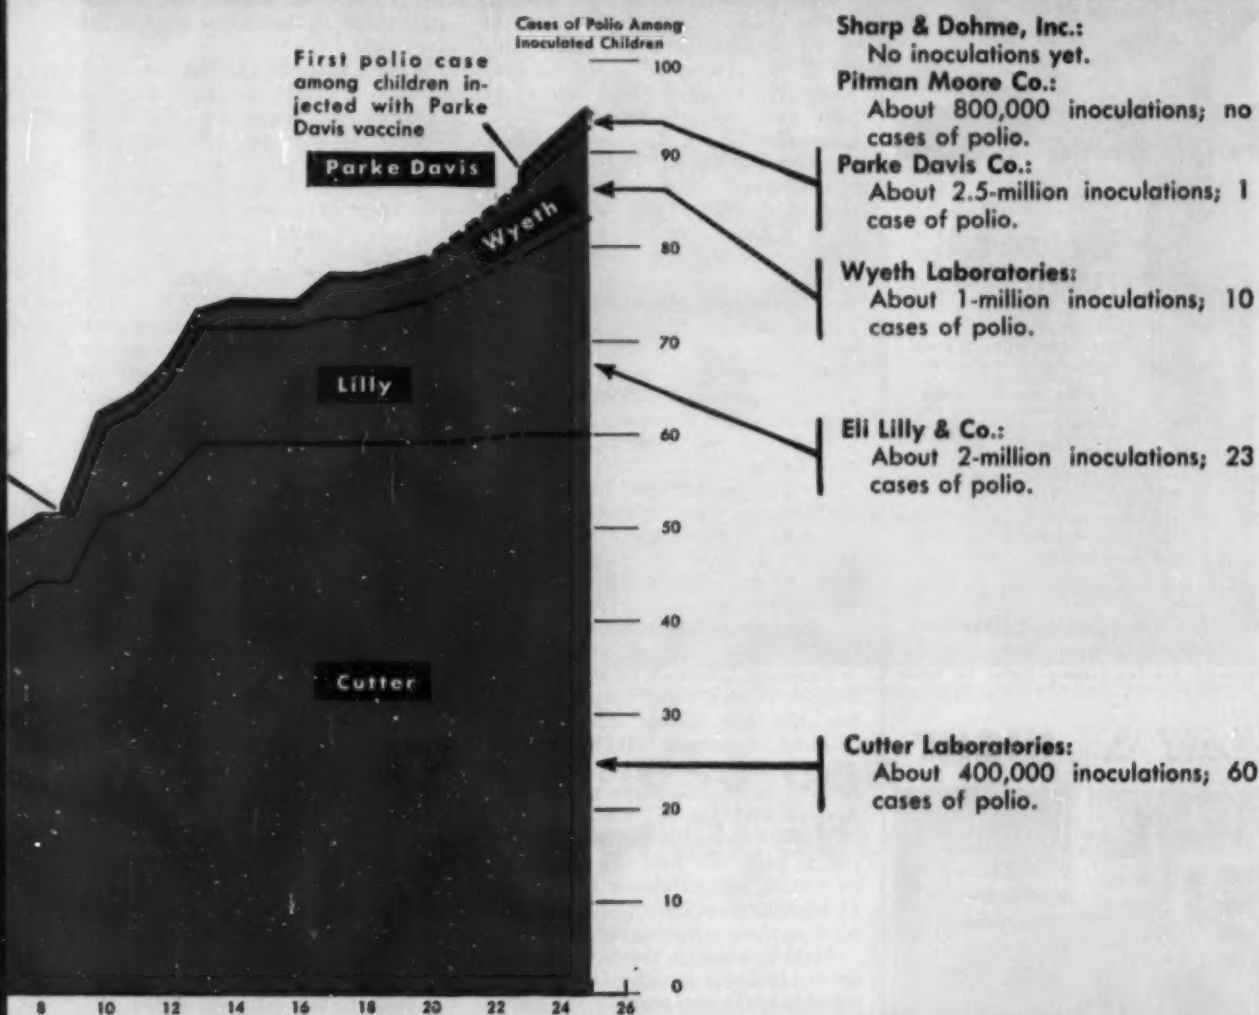 Cases of Polio Among
Inoculated Children
First polio case
among children in-
jected with Parke
Davis vaccine
Parke Davis
Wyeth
Lilly
Cutter
100
90
80
70
60
50
40
30
20
10
0
8 10 12 14 16 18 20 22 24 26
Sharp & Dohme, Inc.:
No inoculations yet.
Pitman Moore Co.:
About 800,000 inoculations; no
cases of polio.
Parke Davis Co.:
About 2.5-million inoculations; 1
case of polio.
Wyeth Laboratories:
About 1-million inoculations; 10
cases of polio.
Eli Lilly & Co.:
About 2-million inoculations; 23
cases of polio.
Cutter Laboratories:
About 400,000 inoculations; 60
cases of polio.